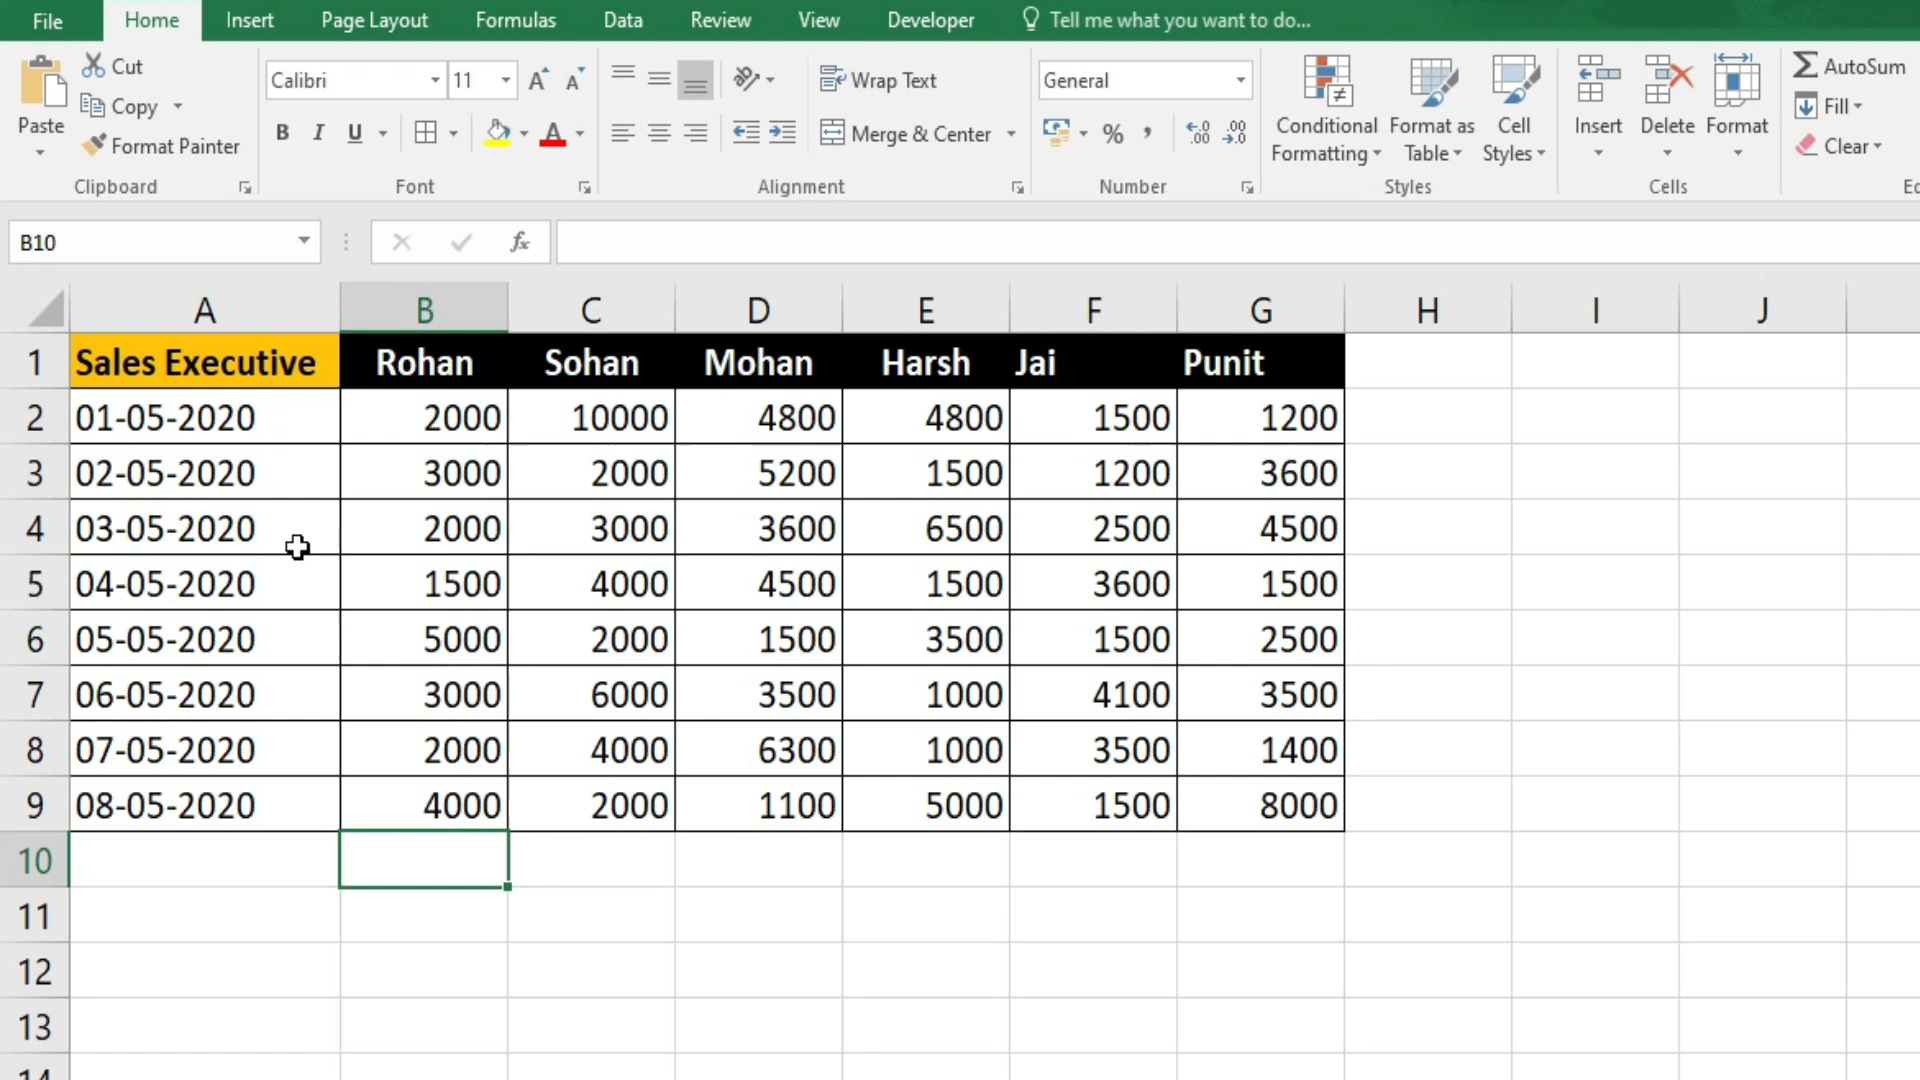 File Home Insert Page Layout Formulas Data Review View Developer Tell me what you want to do...
Paste
Cut
Copy
Format Painter
Clipboard
Calibri 11 A A
B I U A
Font
Wrap Text
Merge & Center
Alignment
General
% , .00
Number
Conditional Formatting
Format as Table
Cell Styles
Styles
Insert Delete Format
Cells
Σ AutoSum
Fill
Clear
B10 fx
A B C D E F G H I J
1 Sales Executive Rohan Sohan Mohan Harsh Jai Punit
2 01-05-2020 2000 10000 4800 4800 1500 1200
3 02-05-2020 3000 2000 5200 1500 1200 3600
4 03-05-2020 2000 3000 3600 6500 2500 4500
5 04-05-2020 1500 4000 4500 1500 3600 1500
6 05-05-2020 5000 2000 1500 3500 1500 2500
7 06-05-2020 3000 6000 3500 1000 4100 3500
8 07-05-2020 2000 4000 6300 1000 3500 1400
9 08-05-2020 4000 2000 1100 5000 1500 8000
10
11
12
13